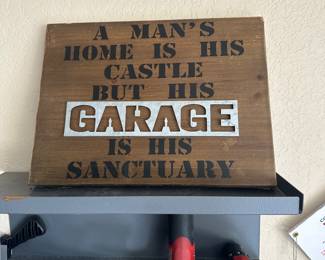 A MAN'S
HOME IS HIS
CASTLE
BUT HIS
GARAGE
IS HIS
SANCTUARY